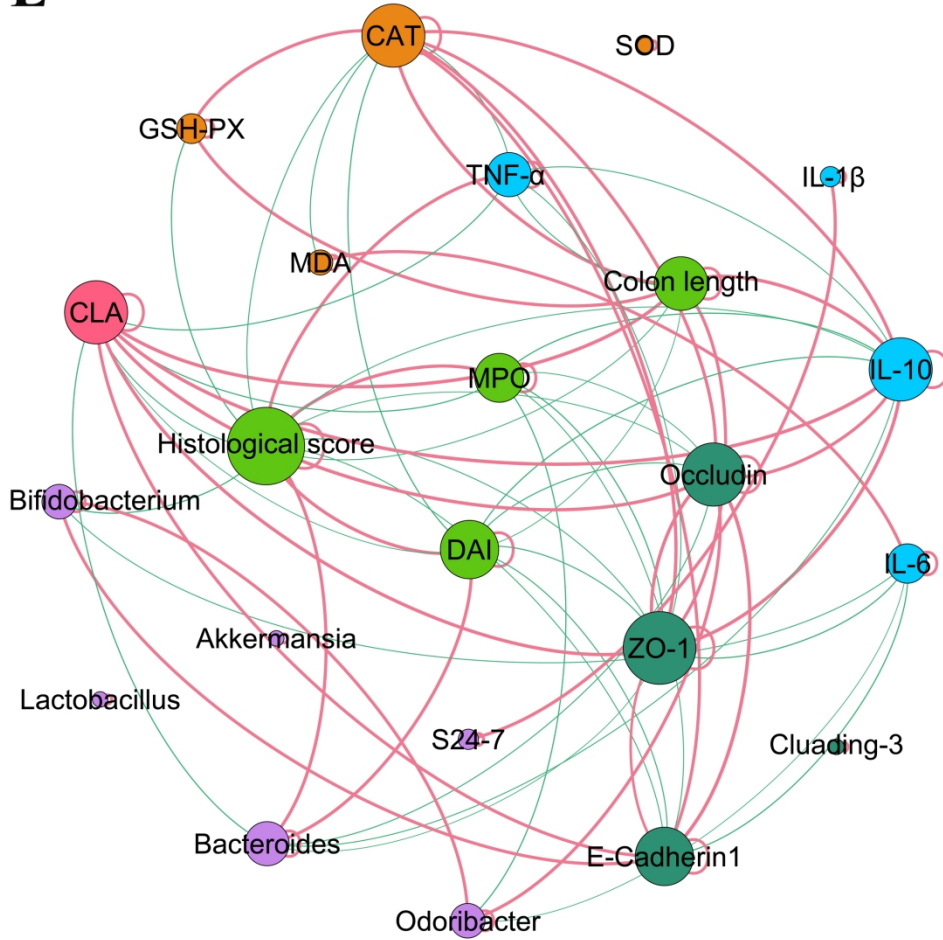 E
CAT
SOD
GSH-PX
TNF-α
IL-1β
MDA
Colon length
CLA
IL-10
MPO
Histological score
Occludin
Bifidobacterium
DAI
IL-6
Akkermansia
ZO-1
Lactobacillus
S24-7
Cluading-3
Bacteroides
E-Cadherin1
Odoribacter